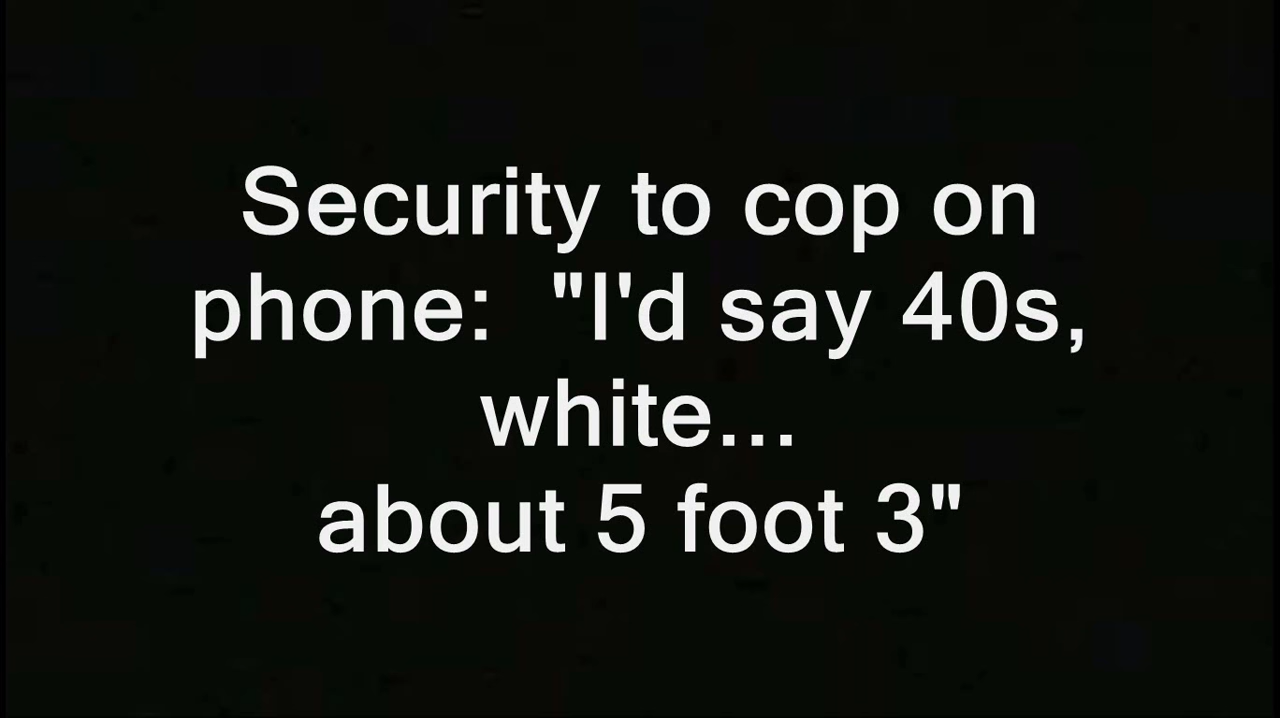 Security to cop on
phone:  "I'd say 40s,
white...
about 5 foot 3"